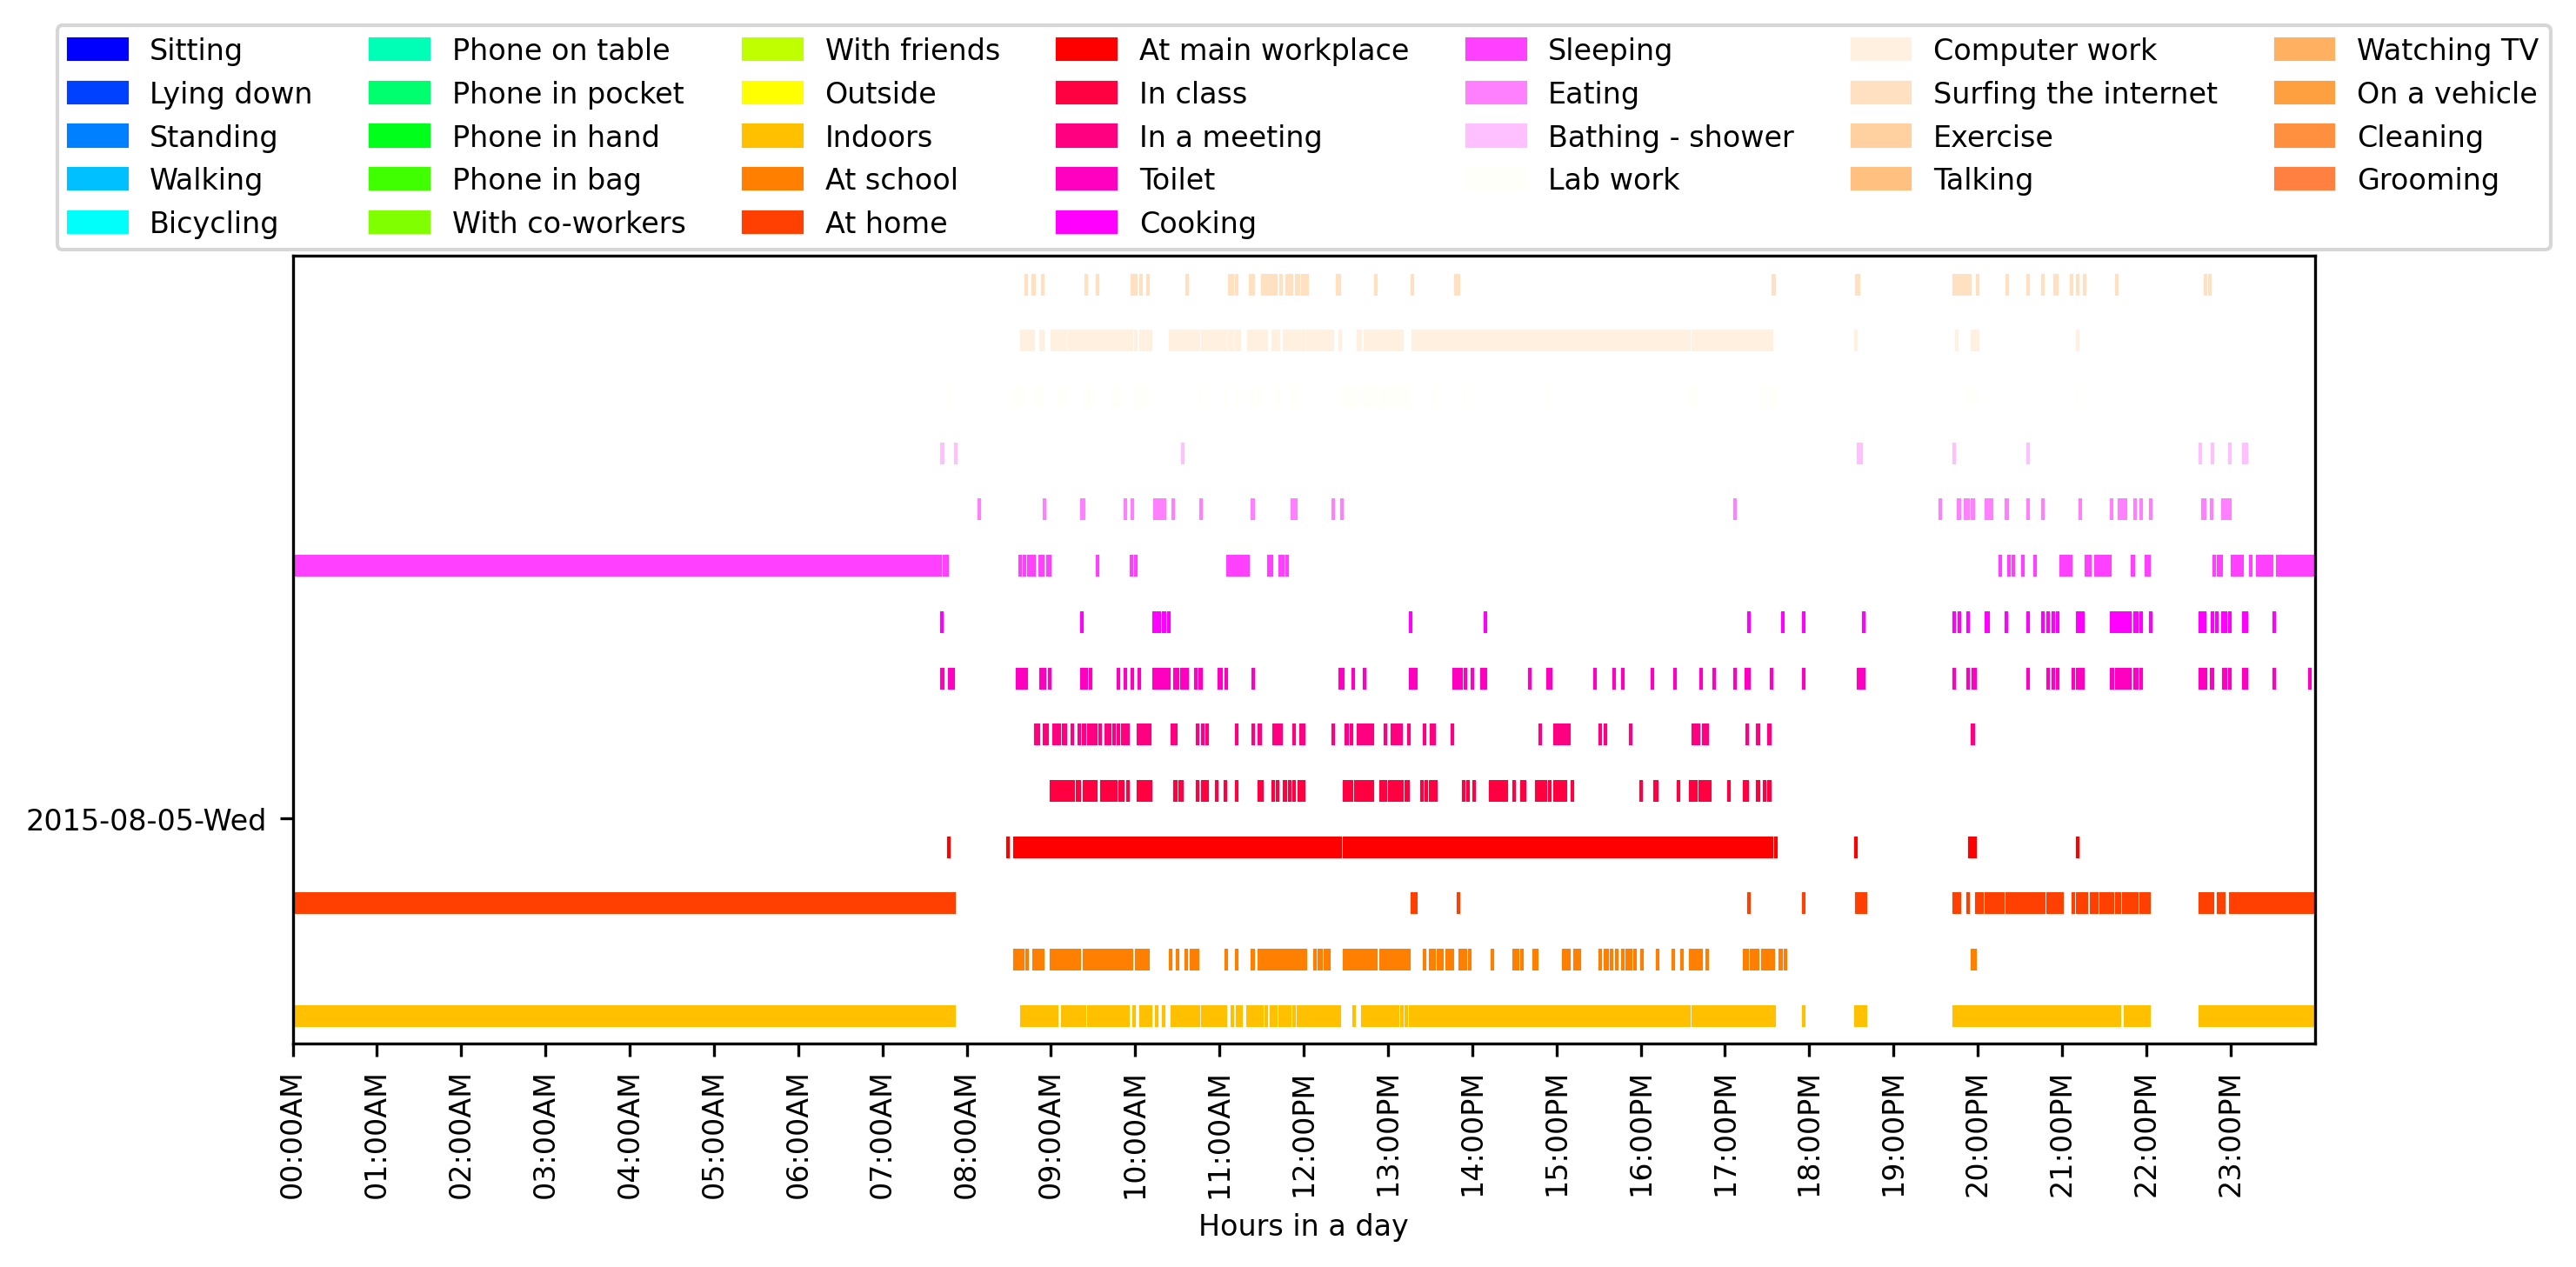 Sitting
Lying down
Standing
Walking
Bicycling
Phone on table
Phone in pocket
Phone in hand
Phone in bag
With co-workers
With friends
Outside
Indoors
At school
At home
At main workplace
In class
In a meeting
Toilet
Cooking
Sleeping
Eating
Bathing - shower
Lab work
Computer work
Surfing the internet
Exercise
Talking
Watching TV
On a vehicle
Cleaning
Grooming
2015-08-05-Wed
00:00AM
01:00AM
02:00AM
03:00AM
04:00AM
05:00AM
06:00AM
07:00AM
08:00AM
09:00AM
10:00AM
11:00AM
12:00PM
13:00PM
14:00PM
15:00PM
16:00PM
17:00PM
18:00PM
19:00PM
20:00PM
21:00PM
22:00PM
23:00PM
Hours in a day